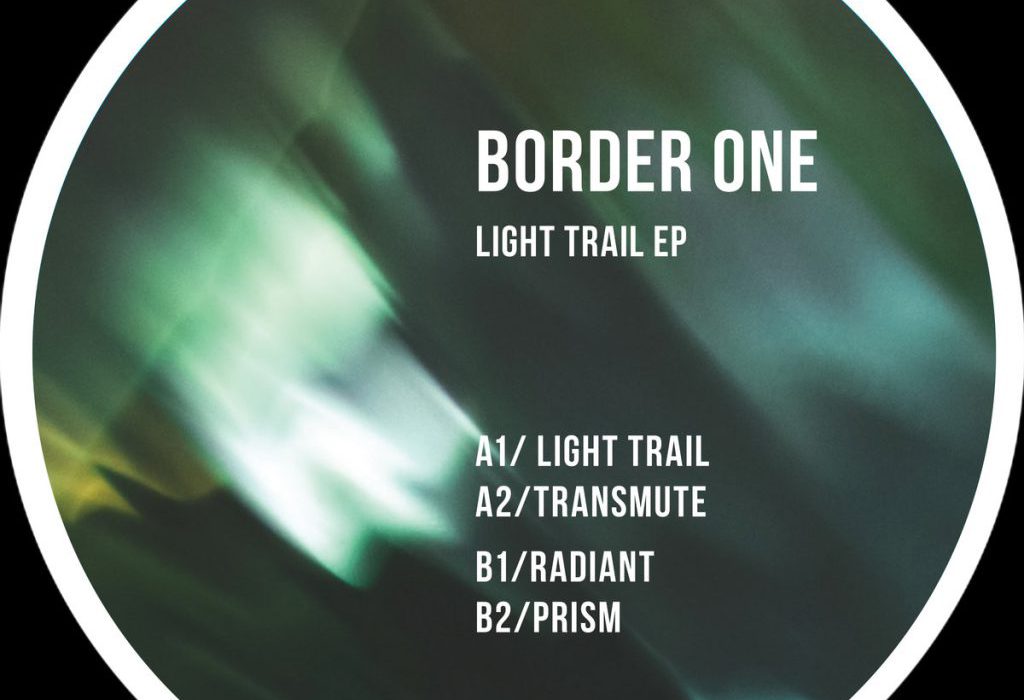 BORDER ONE
LIGHT TRAIL EP
A1/ LIGHT TRAIL
A2/TRANSMUTE
B1/RADIANT
B2/PRISM